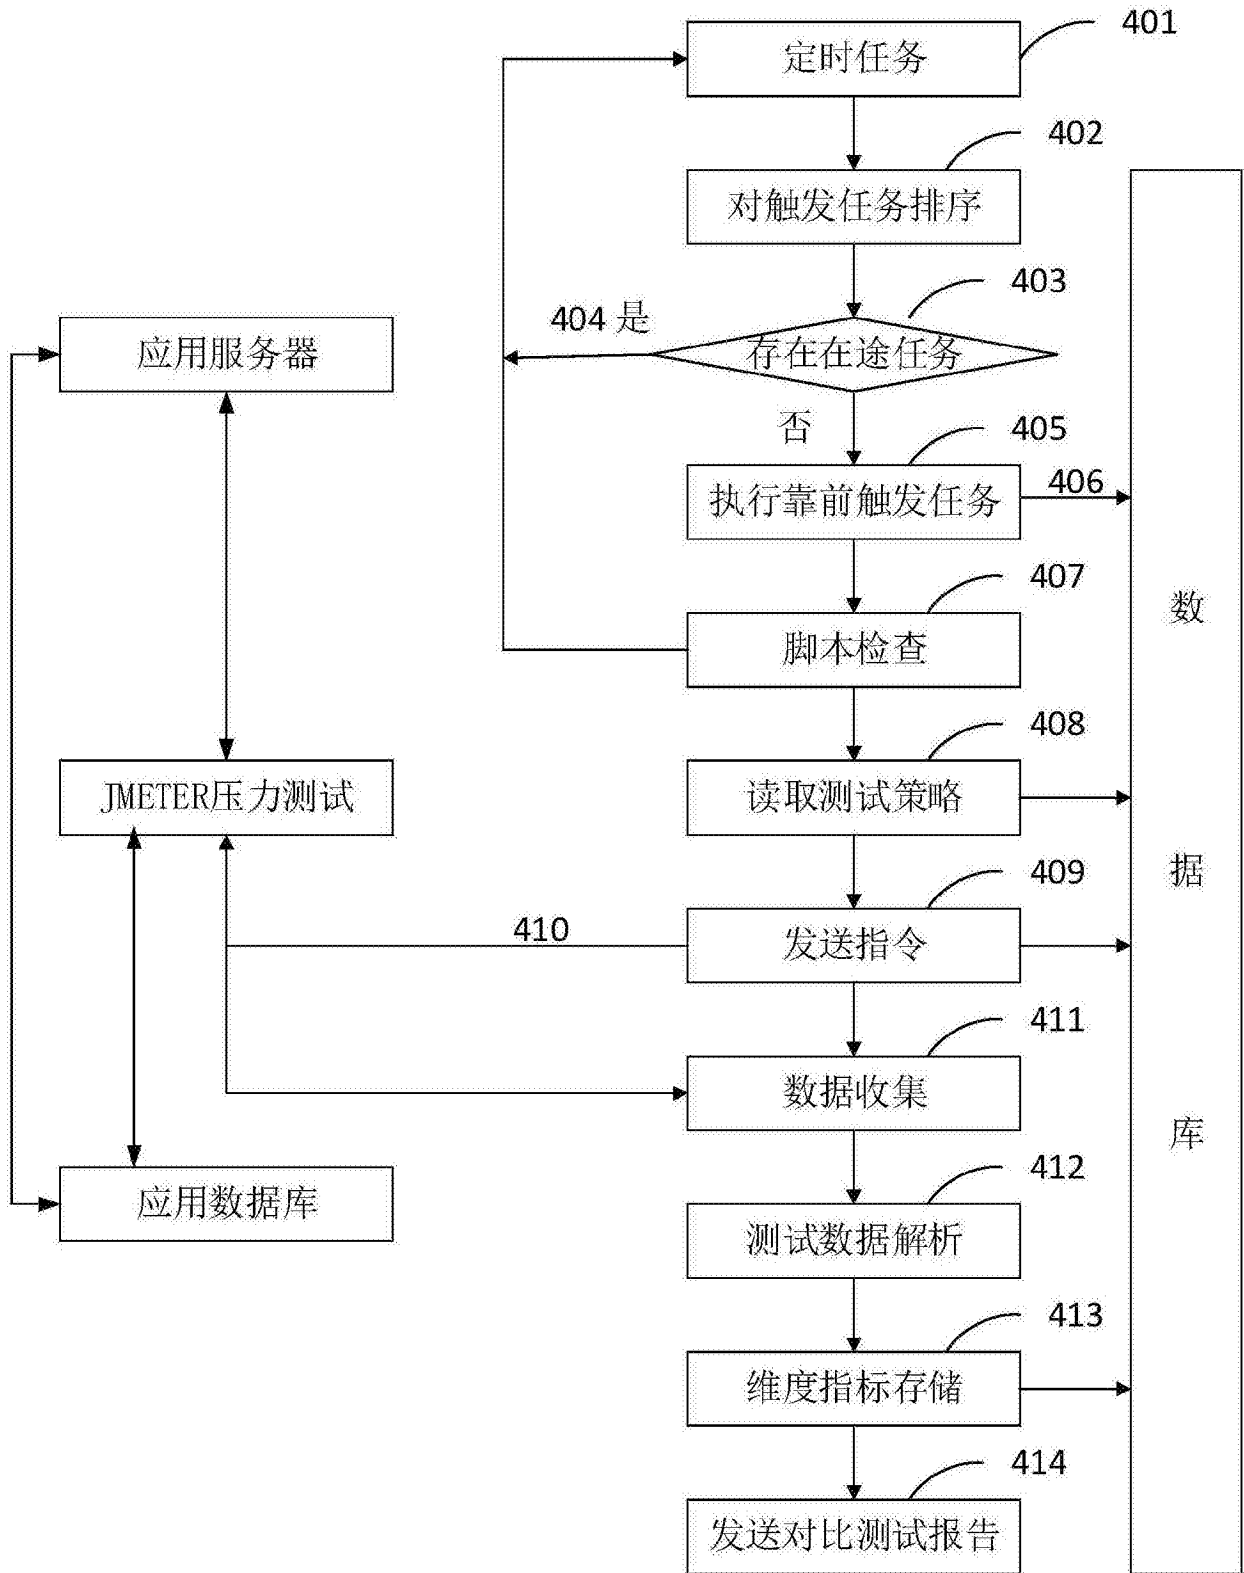 401
定时任务
402
对触发任务排序
403
404 是
存在在途任务
应用服务器
否
405
执行靠前触发任务
406
407
脚本检查
数
408
JMETER压力测试
读取测试策略
据
409
410
发送指令
411
数据收集
库
412
应用数据库
测试数据解析
413
维度指标存储
414
发送对比测试报告